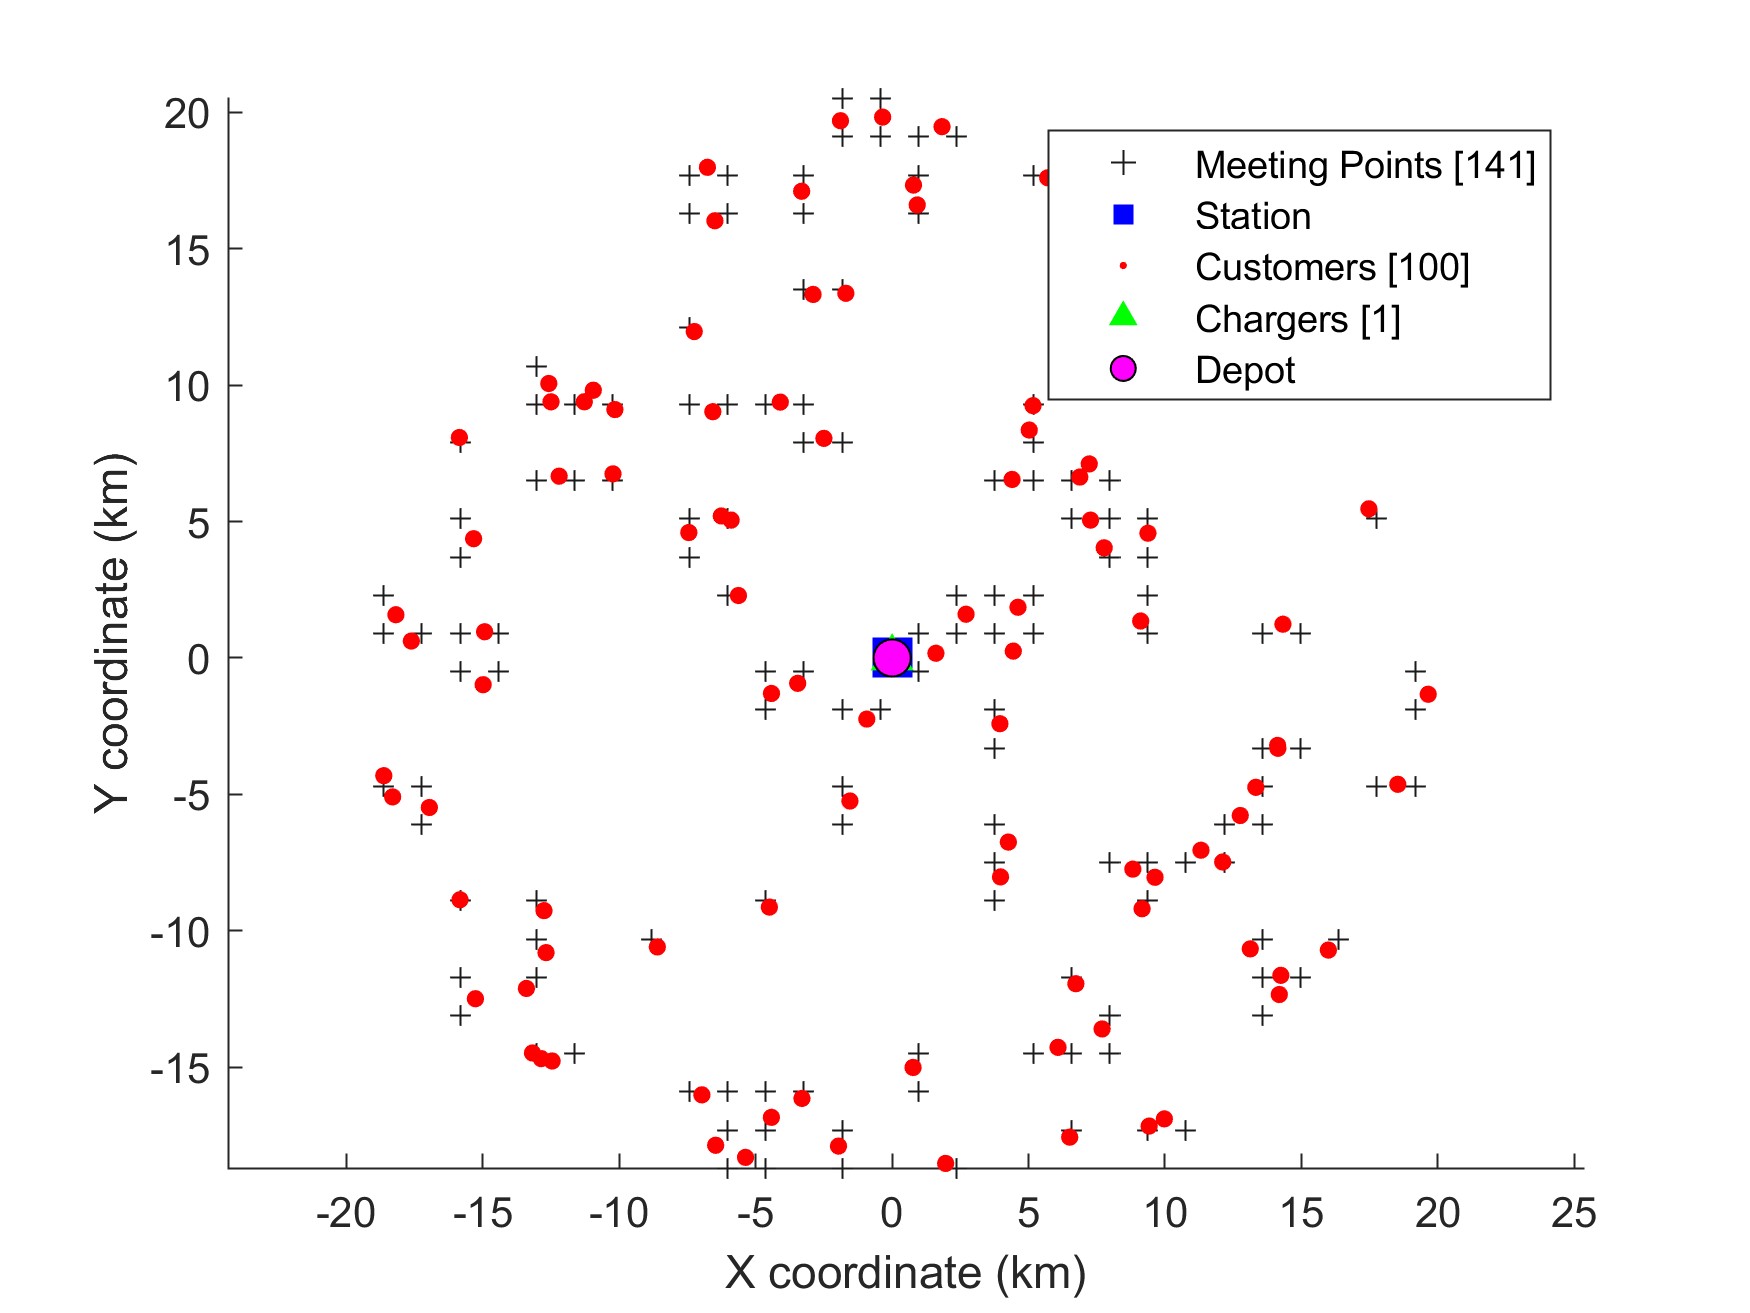 20
15
10
5
0
-5
-10
-15
Y coordinate (km)
Meeting Points [141]
Station
Customers [100]
Chargers [1]
Depot
-20 -15 -10 -5 0 5 10 15 20 25
X coordinate (km)